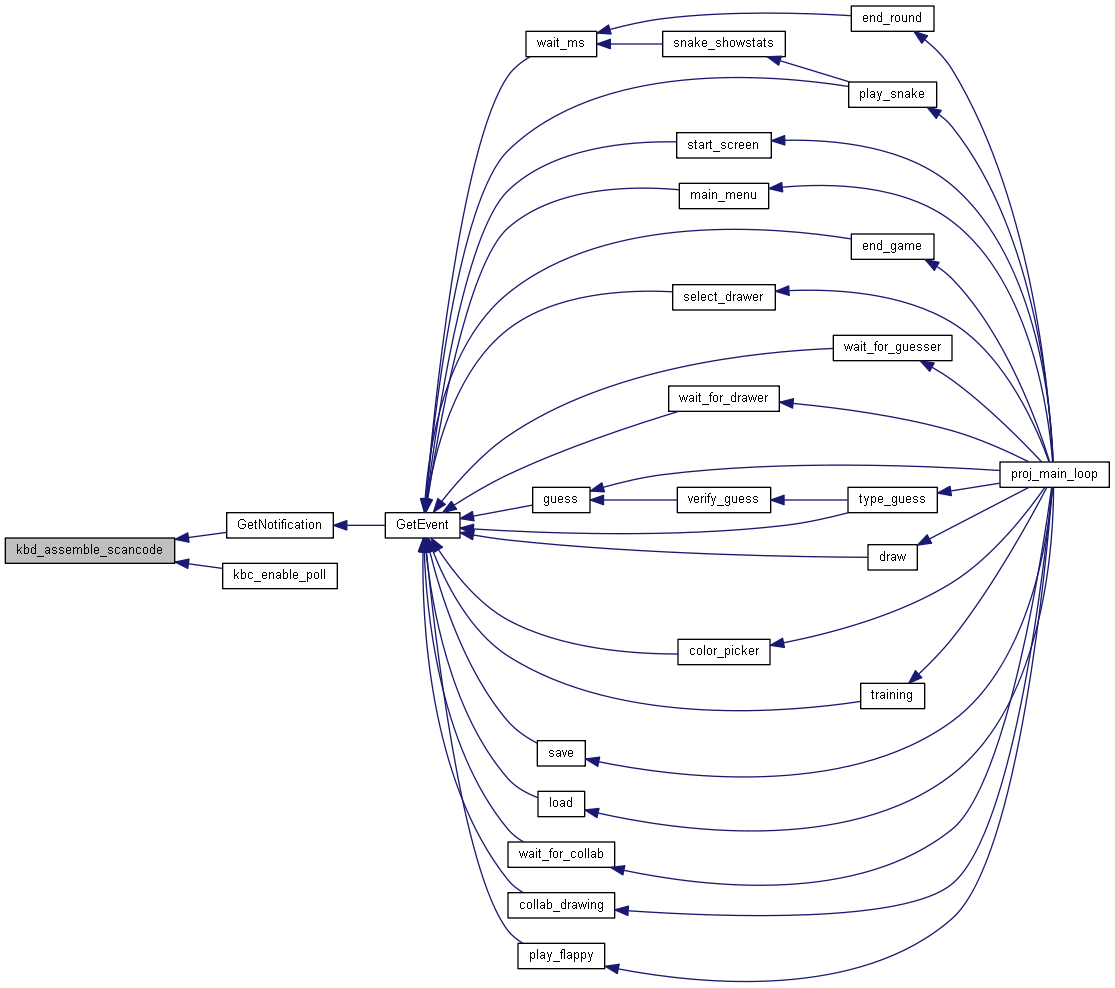 end_round
wait_ms
snake_showstats
play_snake
start_screen
main_menu
end_game
select_drawer
wait_for_guesser
wait_for_drawer
proj_main_loop
guess
verify_guess
type_guess
GetNotification
GetEvent
kbd_assemble_scancode
draw
kbc_enable_poll
color_picker
training
save
load
wait_for_collab
collab_drawing
play_flappy